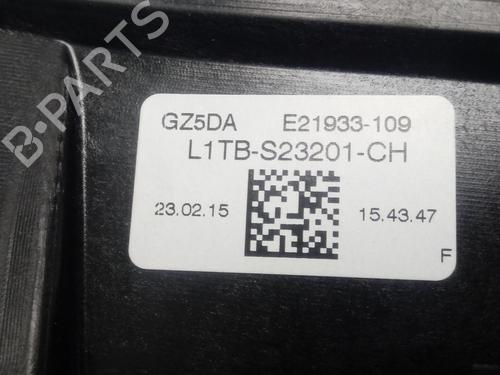 B-PARTS
GZ5DA E21933-109
L1TB-S23201-CH
23.02.15 15.43.47
F